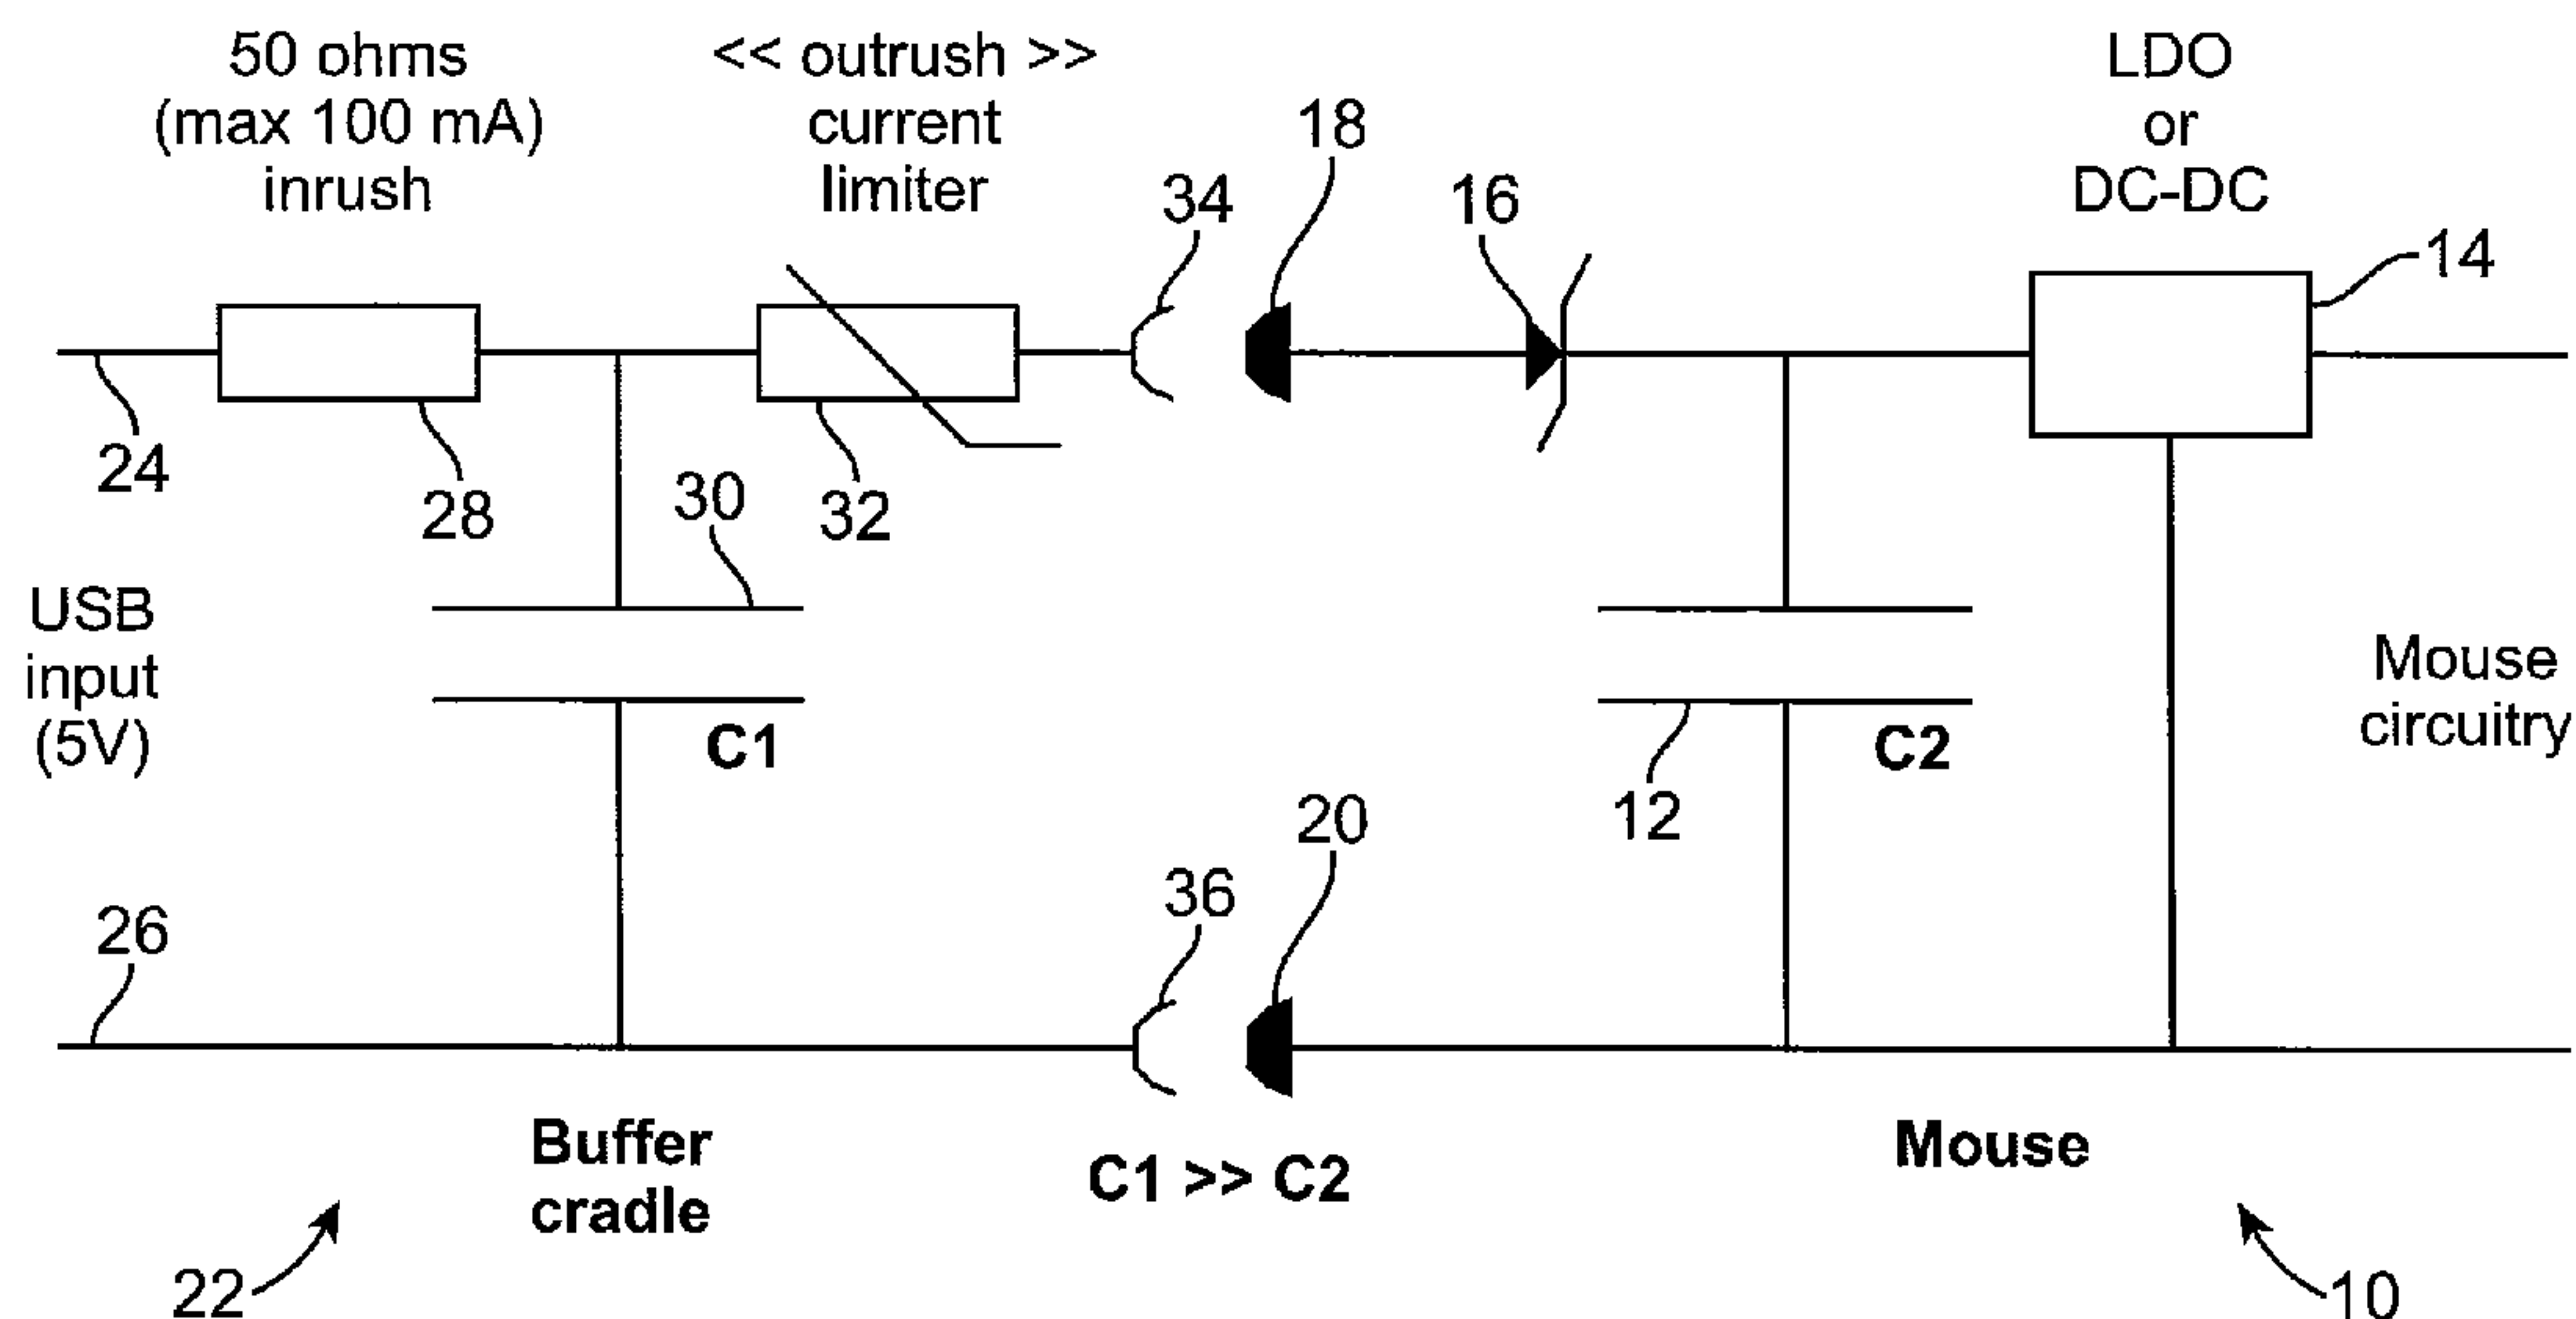 50 ohms
(max 100 mA)
inrush
<< outrush >>
current
limiter
LDO
or
DC-DC
18
34
16
14
24
28
30
32
USB
input
(5V)
C1
C2
12
Mouse
circuitry
20
36
26
Buffer
cradle
C1 >> C2
Mouse
22
10